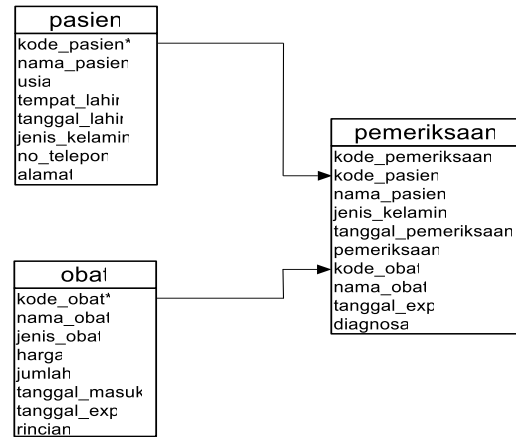 pasien
kode_pasien*
nama_pasien
usia
tempat_lahir
tanggal_lahir
jenis_kelamin
no_telepon
alamat
pemeriksaan
kode_pemeriksaan
kode_pasien
nama_pasien
jenis_kelamin
tanggal_pemeriksaan
pemeriksaan
kode_obat
nama_obat
tanggal_exp
diagnosa
obat
kode_obat*
nama_obat
jenis_obat
harga
jumlah
tanggal_masuk
tanggal_exp
rincian